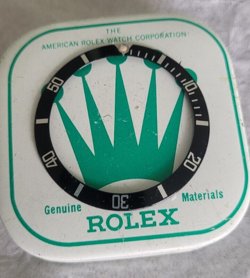 THE
AMERICAN ROLEX WATCH CORPORATION
10
20
30
40
50
Genuine Materials
ROLEX